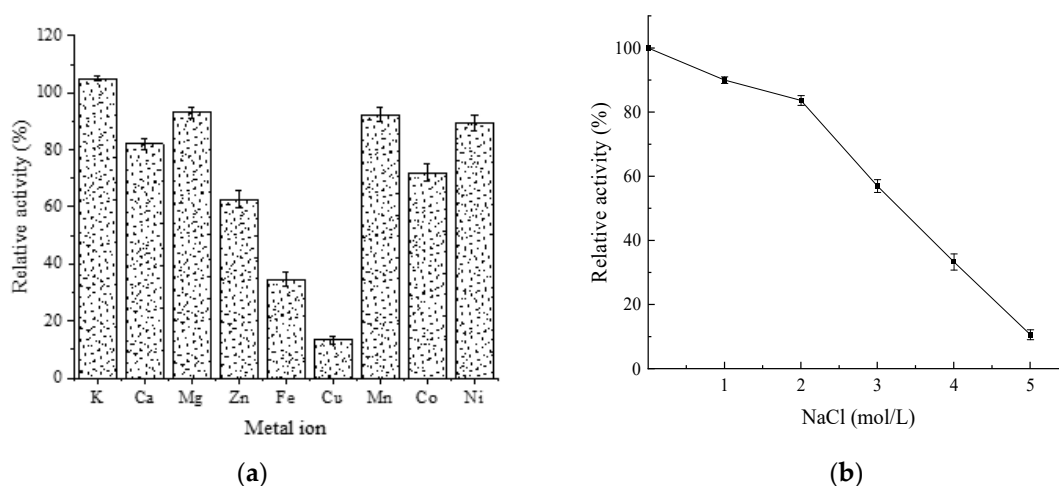 120
100
80
60
40
20
0
Relative activity (%)
K Ca Mg Zn Fe Cu Mn Co Ni
Metal ion
(a)
100
80
60
40
20
0
Relative activity (%)
1 2 3 4 5
NaCl (mol/L)
(b)